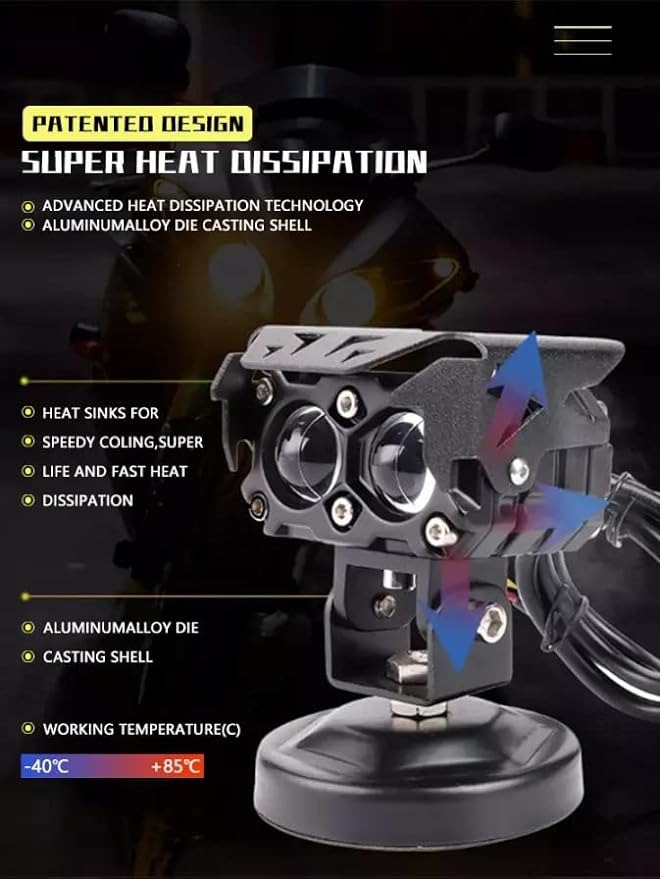 PATENTED DESIGN
SUPER HEAT DISSIPATION
ADVANCED HEAT DISSIPATION TECHNOLOGY
ALUMINUMALLOY DIE CASTING SHELL
HEAT SINKS FOR
SPEEDY COLING,SUPER
LIFE AND FAST HEAT
DISSIPATION
ALUMINUMALLOY DIE
CASTING SHELL
WORKING TEMPERATURE(C)
-40℃ +85℃